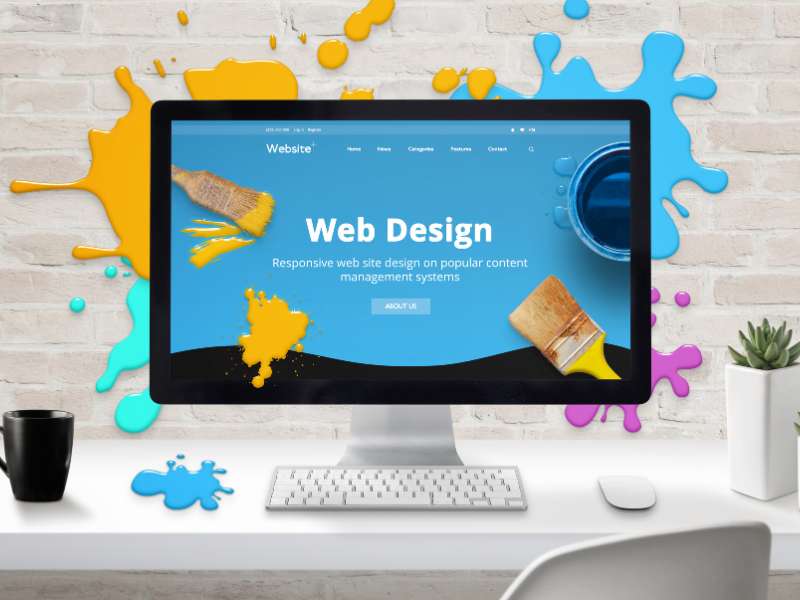 Log in Register
Website+
Home News Categories Features Contact
Web Design
Responsive web site design on popular content
management systems
ABOUT US